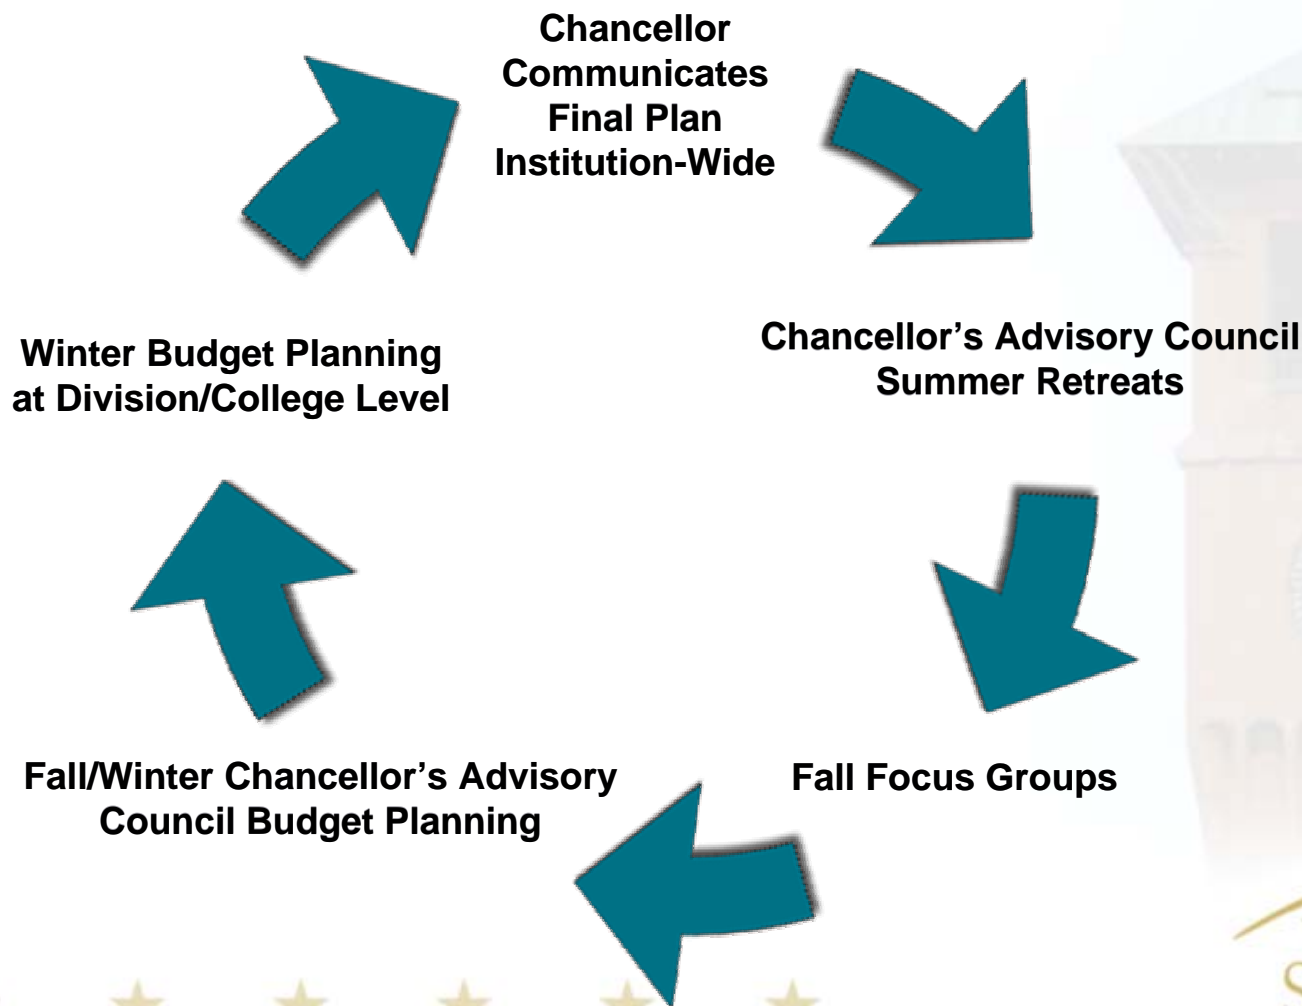 Chancellor
Communicates
Final Plan
Institution-Wide
Chancellor’s Advisory Council
Summer Retreats
Winter Budget Planning
at Division/College Level
Fall Focus Groups
Fall/Winter Chancellor’s Advisory
Council Budget Planning